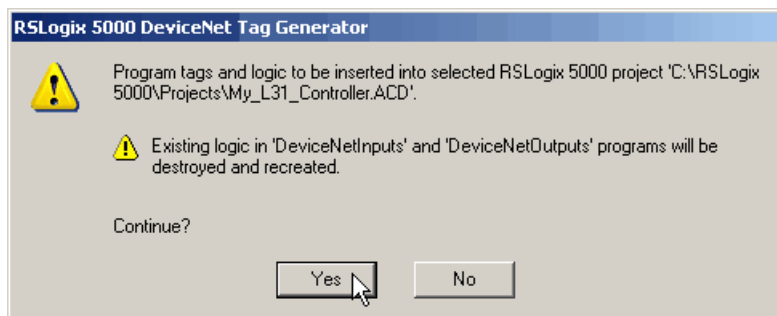 RSLogix 5000 DeviceNet Tag Generator
Program tags and logic to be inserted into selected RSLogix 5000 project 'C:\RSLogix
5000\Projects\My_L31_Controller.ACD'.
Existing logic in 'DeviceNetInputs' and 'DeviceNetOutputs' programs will be
destroyed and recreated.
Continue?
Yes
No